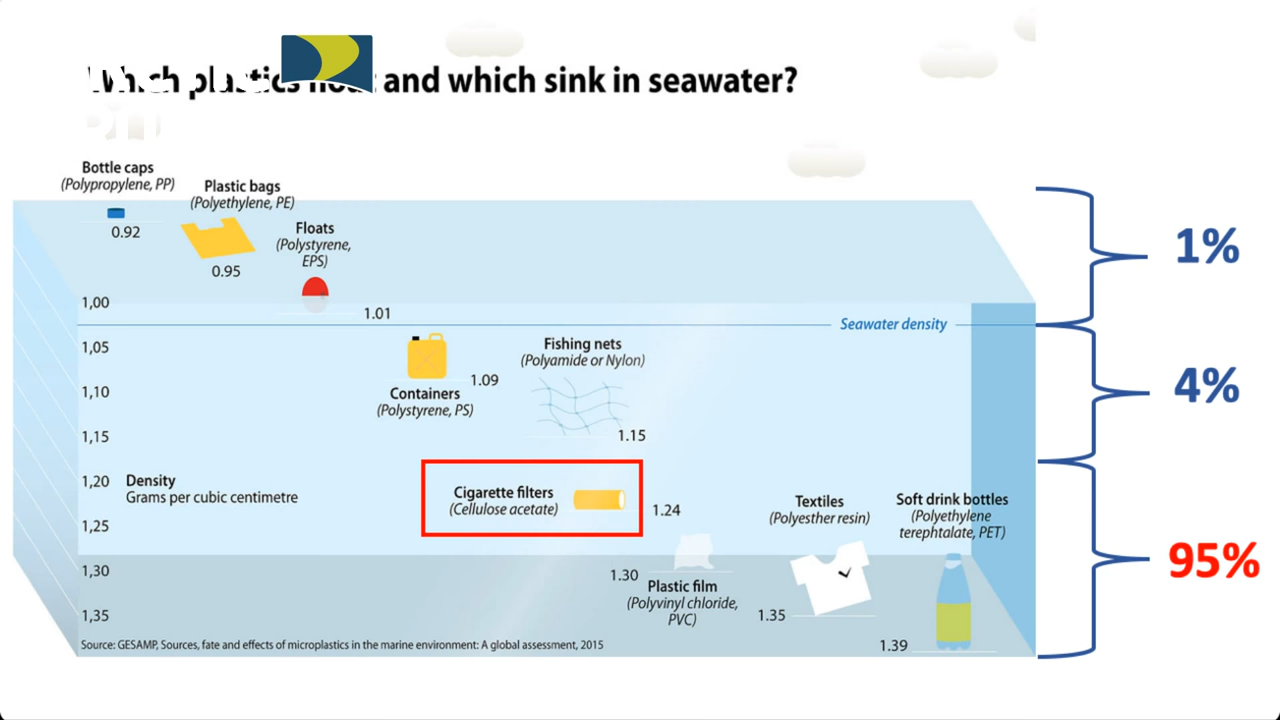 Which plastics float and which sink in seawater?
Bottle caps
(Polypropylene, PP)
0.92
Plastic bags
(Polyethylene, PE)
0.95
Floats
(Polystyrene,
EPS)
1.01
1%
1,00
Seawater density
1,05
Containers
(Polystyrene, PS)
1.09
Fishing nets
(Polyamide or Nylon)
1.15
4%
1,10
1,15
1,20
Density
Grams per cubic centimetre
Cigarette filters
(Cellulose acetate)
1.24
Textiles
(Polyesther resin)
1.35
Soft drink bottles
(Polyethylene
terephtalate, PET)
1.39
95%
1,25
1,30
1.30
Plastic film
(Polyvinyl chloride,
PVC)
1,35
Source: GESAMP, Sources, fate and effects of microplastics in the marine environment: A global assessment, 2015